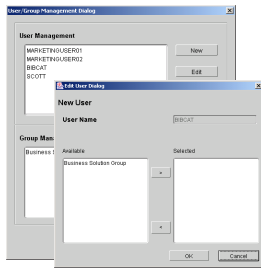 User/Group Management Dialog
User Management
MARKETINGUSER01
MARKETINGUSER02
BIBCAT
SCOTT
New
Edit
Edit User Dialog
New User
User Name
BIBCAT
Group Man
Business S
Available
Selected
Business Solution Group
>
<
OK
Cancel